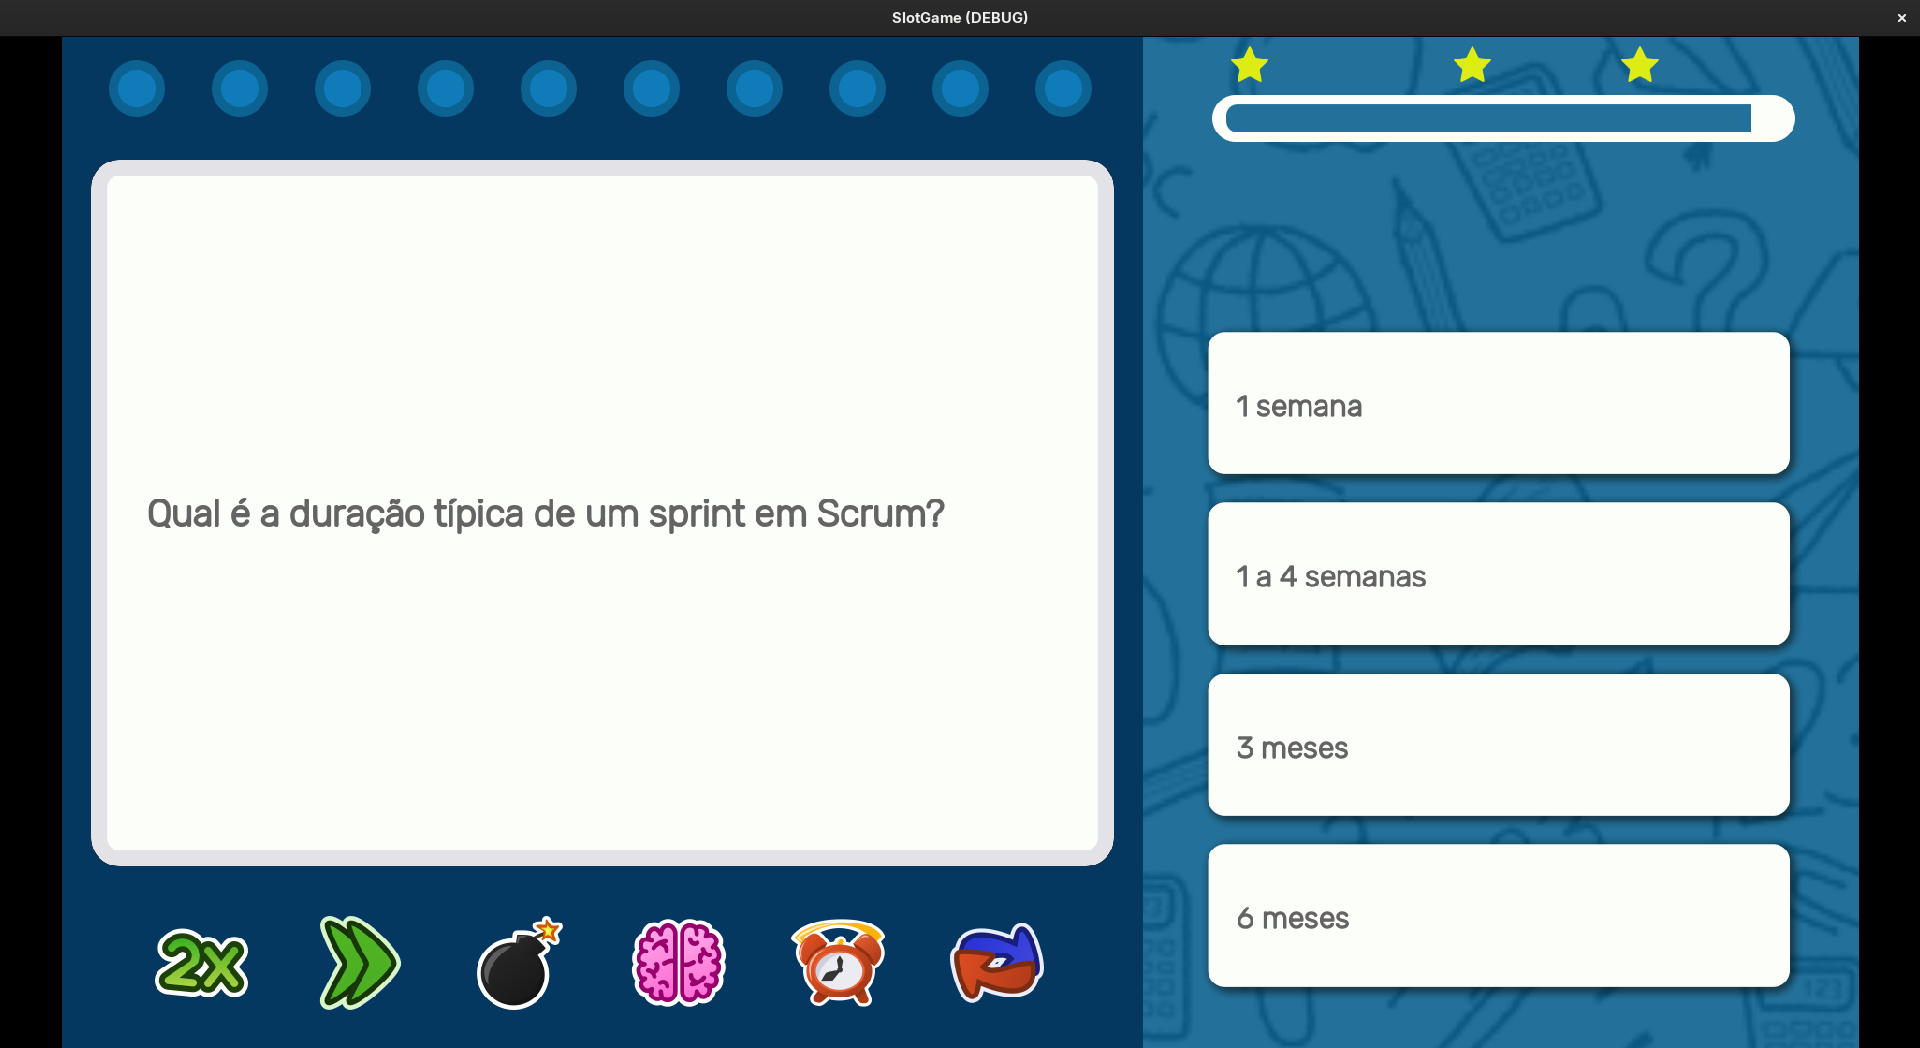 SlotGame (DEBUG)
Qual é a duração típica de um sprint em Scrum?
1 semana
1 a 4 semanas
3 meses
6 meses
2x
123